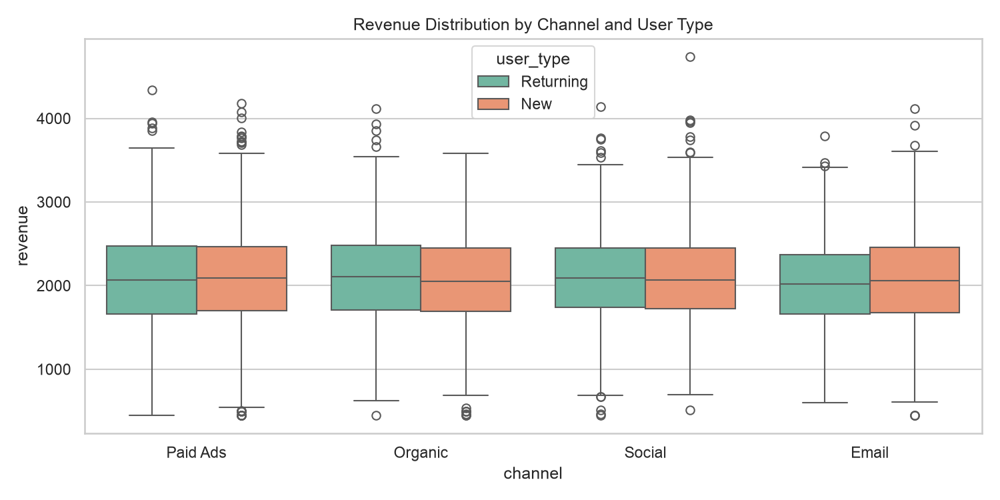 Revenue Distribution by Channel and User Type
user_type
Returning
New
4000
3000
2000
1000
revenue
Paid Ads
Organic
Social
Email
channel